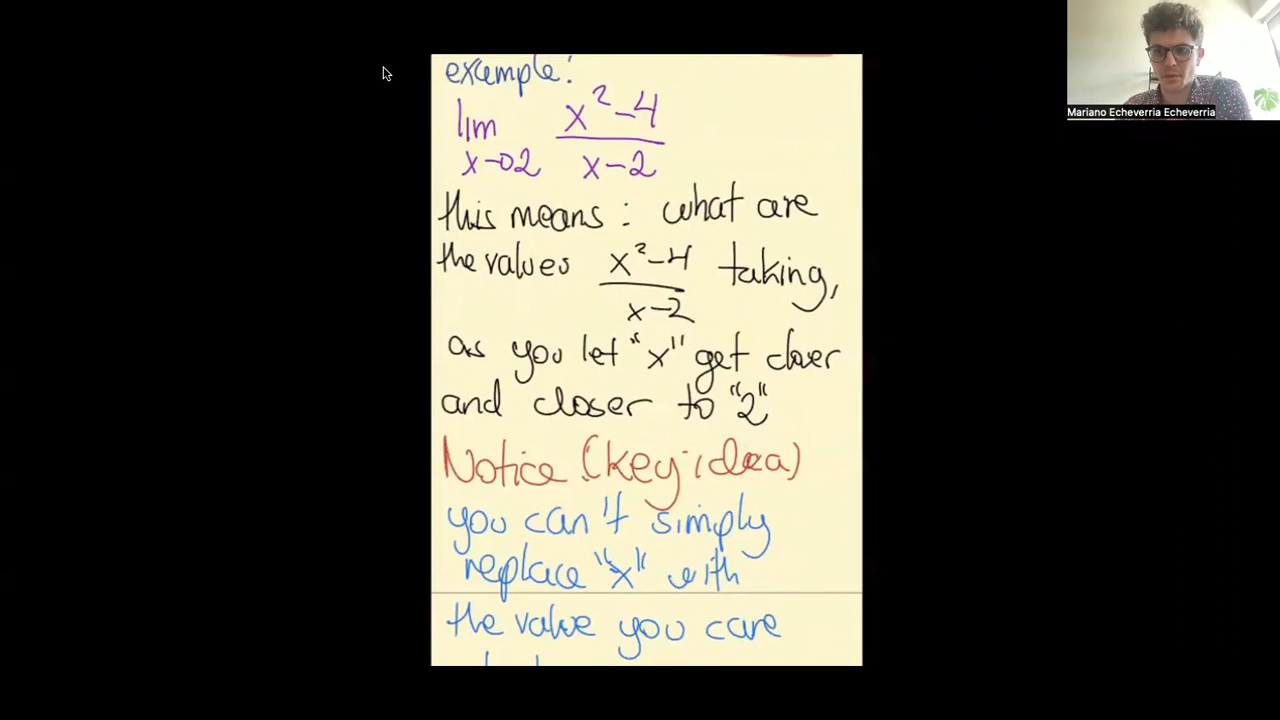 example!
lim x²-4
x→2 x-2
this means: what are
the values x²-4 taking,
x-2
as you let "x" get closer
and closer to "2"
Notice (key idea)
you can't simply
replace "x" with
the value you care
Mariano Echeverria Echeverria